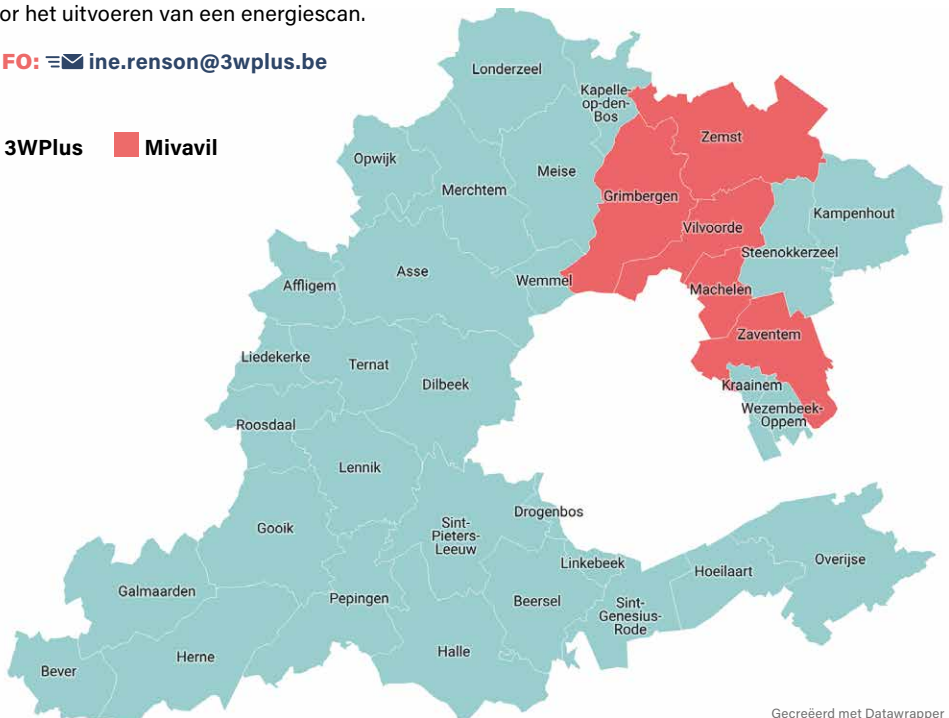 or het uitvoeren van een energiescan.
FO: ine.renson@3wplus.be
3WPlus Mivavil
Londerzeel
Kapelle-
op-den-
Bos
Zemst
Opwijk
Meise
Merchtem
Grimbergen
Kampenhout
Vilvoorde
Steenokkerzeel
Asse
Wemmel
Affligem
Machelen
Zaventem
Liedekerke
Ternat
Dilbeek
Kraainem
Wezembeek-
Oppem
Roosdaal
Lennik
Drogenbos
Gooik
Sint-
Pieters-
Leeuw
Linkebeek
Overijse
Hoeilaart
Galmaarden
Pepingen
Beersel
Sint-
Genesius-
Rode
Halle
Herne
Bever
Gecreëerd met Datawrapper